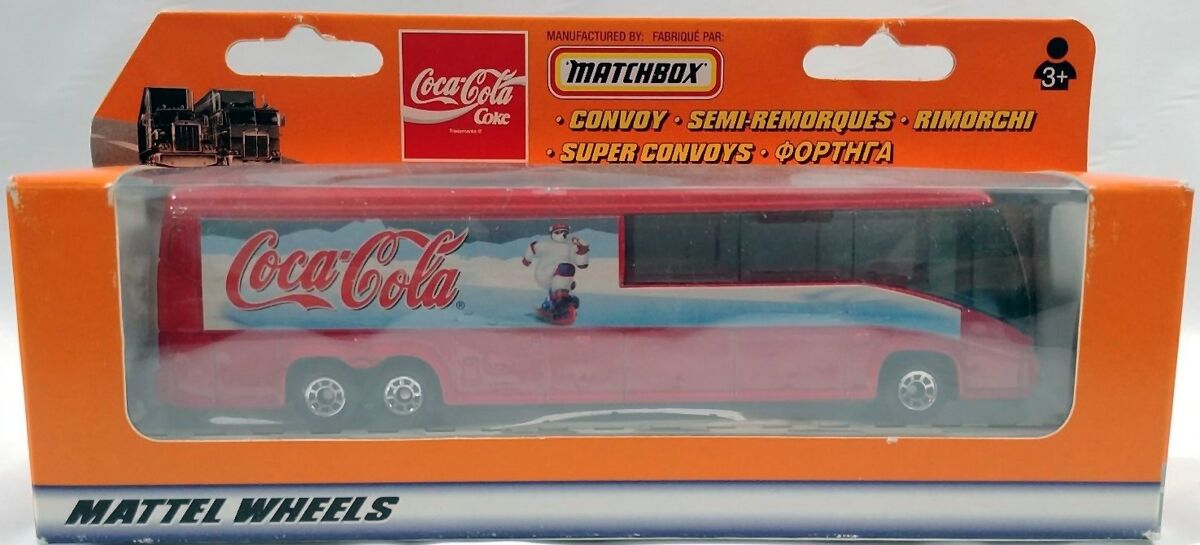 MANUFACTURED BY: FABRIQUÉ PAR:
Coca-Cola
Coke
Trademarks ®
"MATCHBOX"
3+
• CONVOY • SEMI-REMORQUES • RIMORCHI
• SUPER CONVOYS • ΦΟΡΤΗΓΑ
Coca-Cola®
MATTEL WHEELS